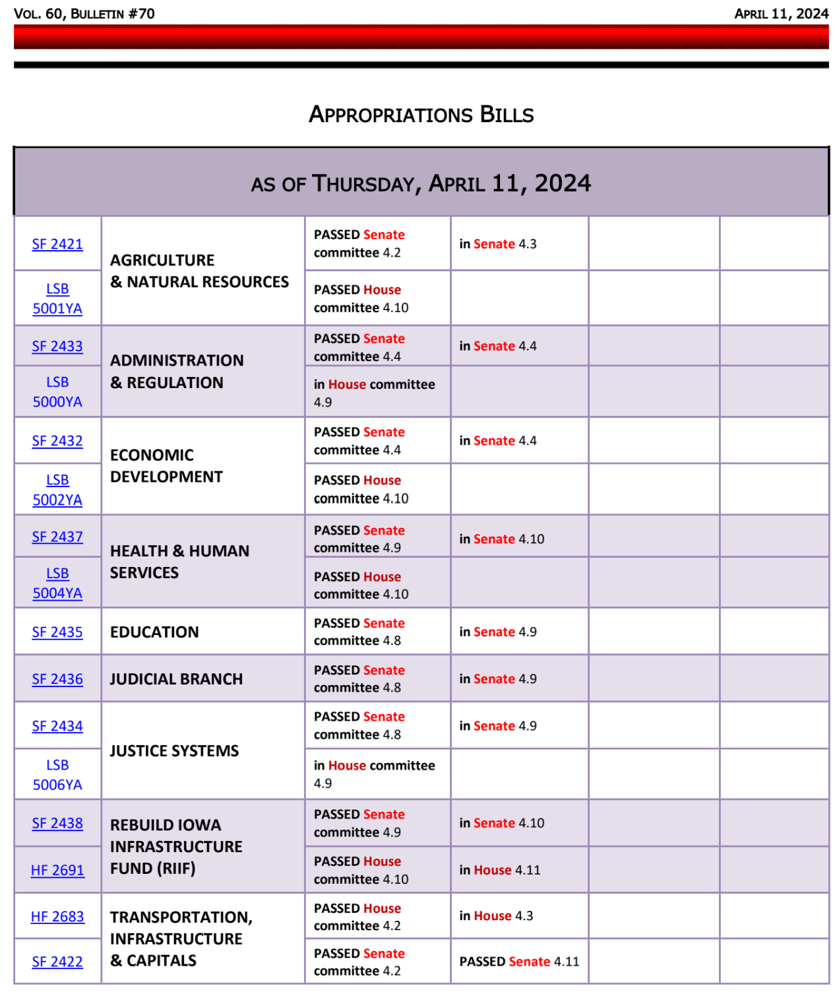 VOL. 60, BULLETIN #70 APRIL 11, 2024
APPROPRIATIONS BILLS
AS OF THURSDAY, APRIL 11, 2024
SF 2421
AGRICULTURE
& NATURAL RESOURCES
PASSED Senate
committee 4.2
in Senate 4.3
LSB
5001YA
PASSED House
committee 4.10
SF 2433
ADMINISTRATION
& REGULATION
PASSED Senate
committee 4.4
in Senate 4.4
LSB
5000YA
in House committee
4.9
SF 2432
ECONOMIC
DEVELOPMENT
PASSED Senate
committee 4.4
in Senate 4.4
LSB
5002YA
PASSED House
committee 4.10
SF 2437
HEALTH & HUMAN
SERVICES
PASSED Senate
committee 4.9
in Senate 4.10
LSB
5004YA
PASSED House
committee 4.10
SF 2435
EDUCATION
PASSED Senate
committee 4.8
in Senate 4.9
SF 2436
JUDICIAL BRANCH
PASSED Senate
committee 4.8
in Senate 4.9
SF 2434
JUSTICE SYSTEMS
PASSED Senate
committee 4.8
in Senate 4.9
LSB
5006YA
in House committee
4.9
SF 2438
REBUILD IOWA
INFRASTRUCTURE
FUND (RIIF)
PASSED Senate
committee 4.9
in Senate 4.10
HF 2691
PASSED House
committee 4.10
in House 4.11
HF 2683
TRANSPORTATION,
INFRASTRUCTURE
& CAPITALS
PASSED House
committee 4.2
in House 4.3
SF 2422
PASSED Senate
committee 4.2
PASSED Senate 4.11